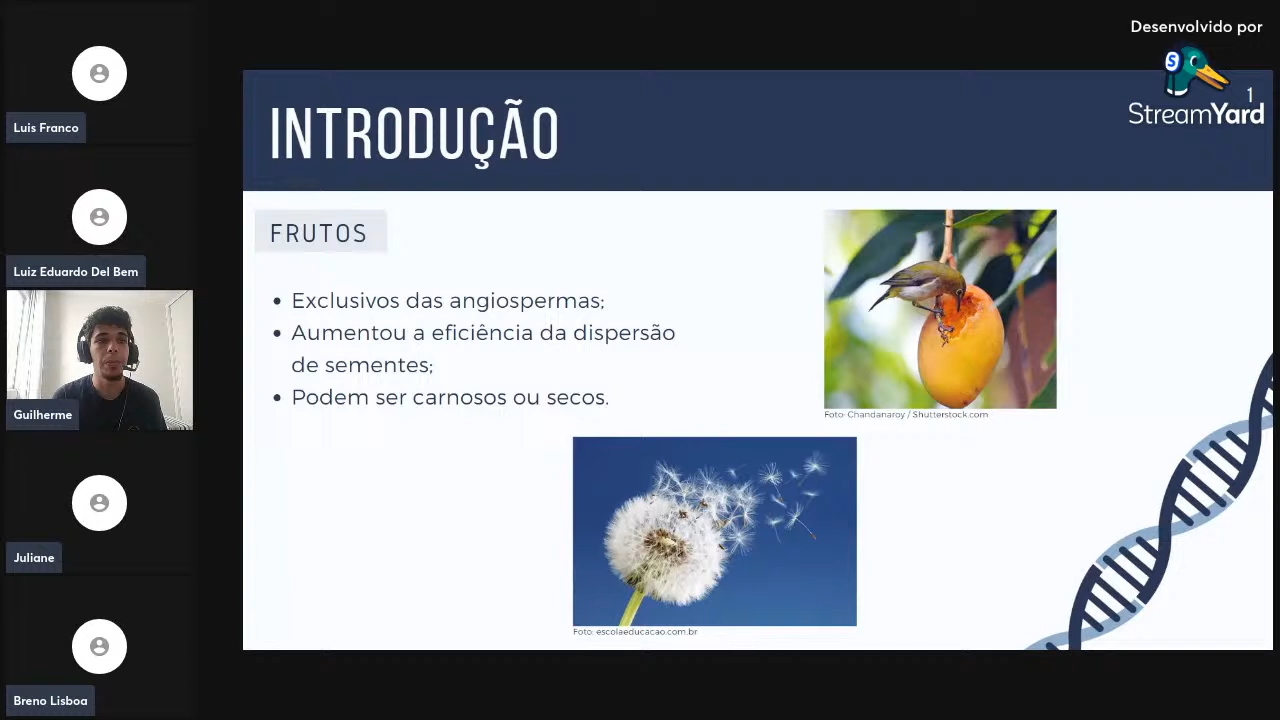 Desenvolvido por
StreamYard
1
INTRODUÇÃO
FRUTOS
Exclusivos das angiospermas;
Aumentou a eficiência da dispersão
de sementes;
Podem ser carnosos ou secos.
Foto: Chandanaroy / Shutterstock.com
Foto: escolaeducacao.com.br
Luis Franco
Luiz Eduardo Del Bem
Guilherme
Juliane
Breno Lisboa